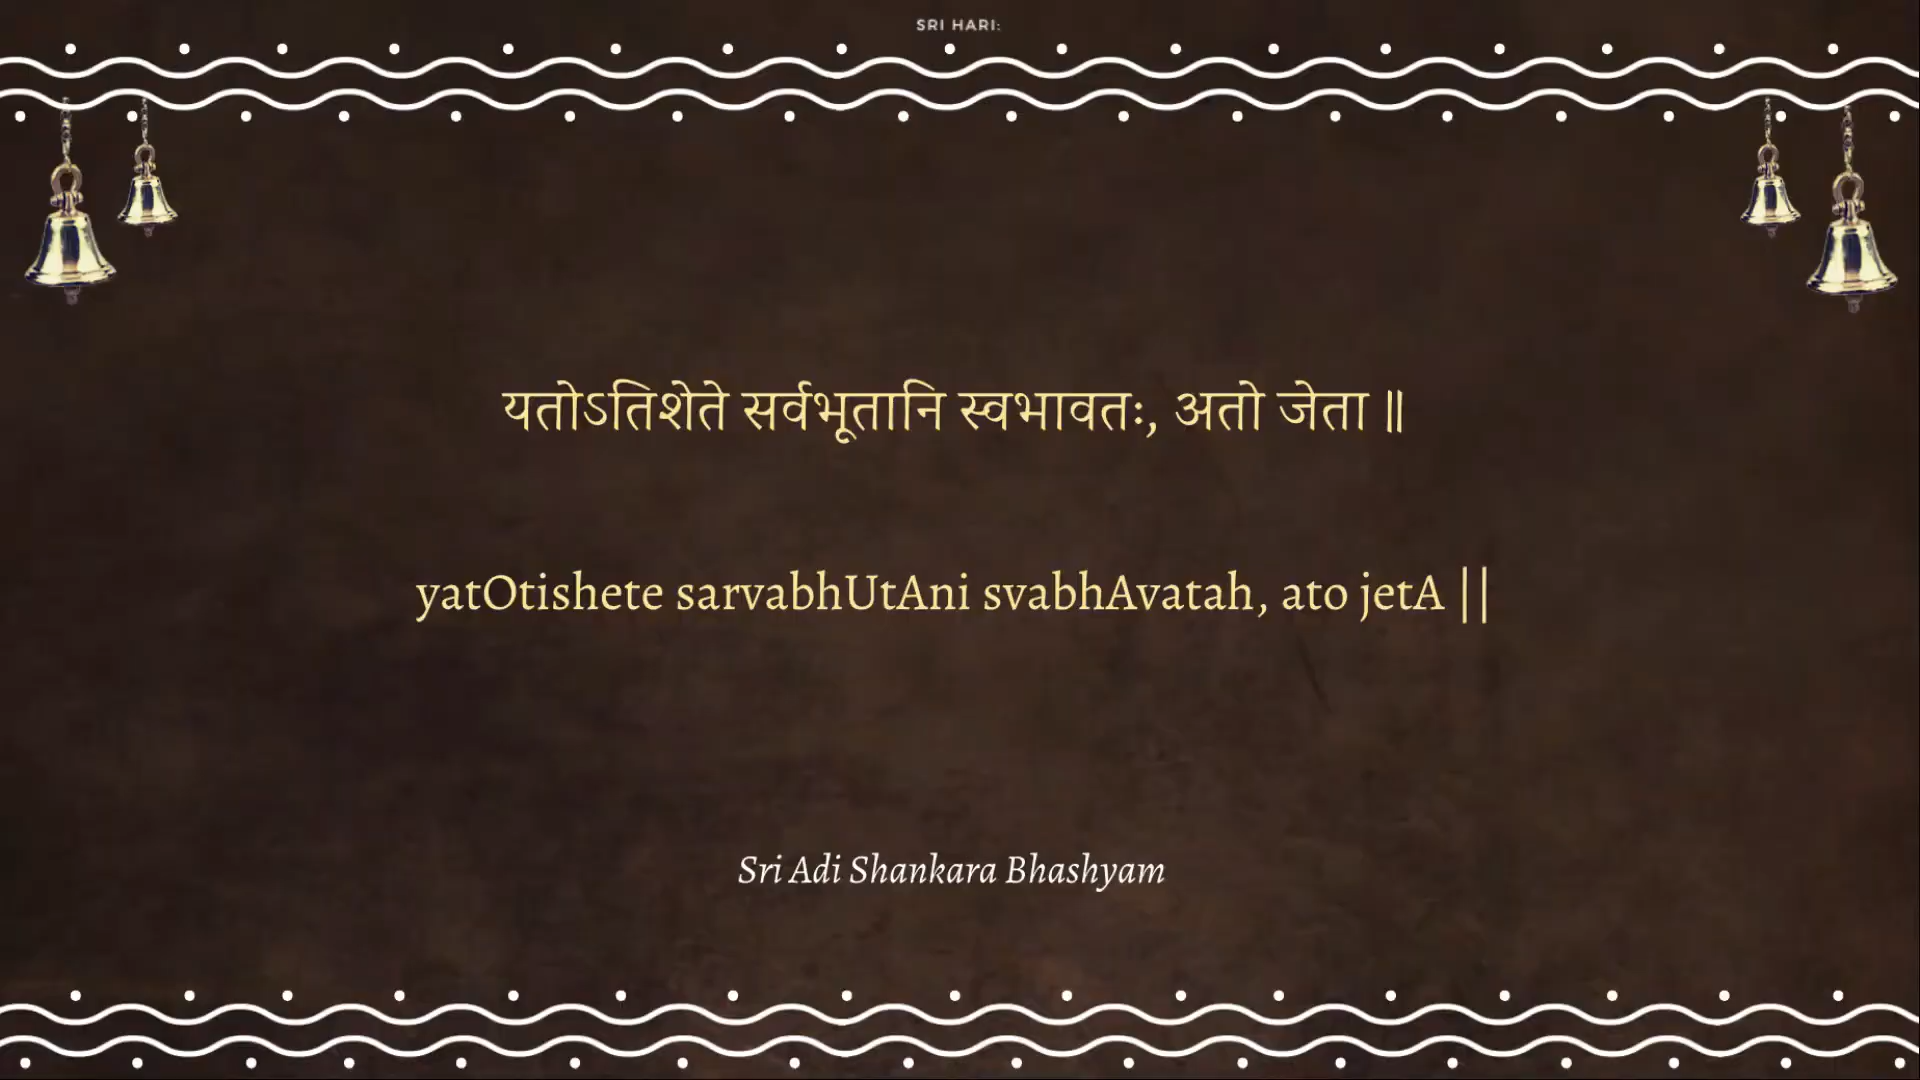 SRI HARI:
यतोऽतिशेते सर्वभूतानि स्वभावतः, अतो जेता ॥
yatOtishete sarvabhUtAni svabhAvatah, ato jetA ||
Sri Adi Shankara Bhashyam